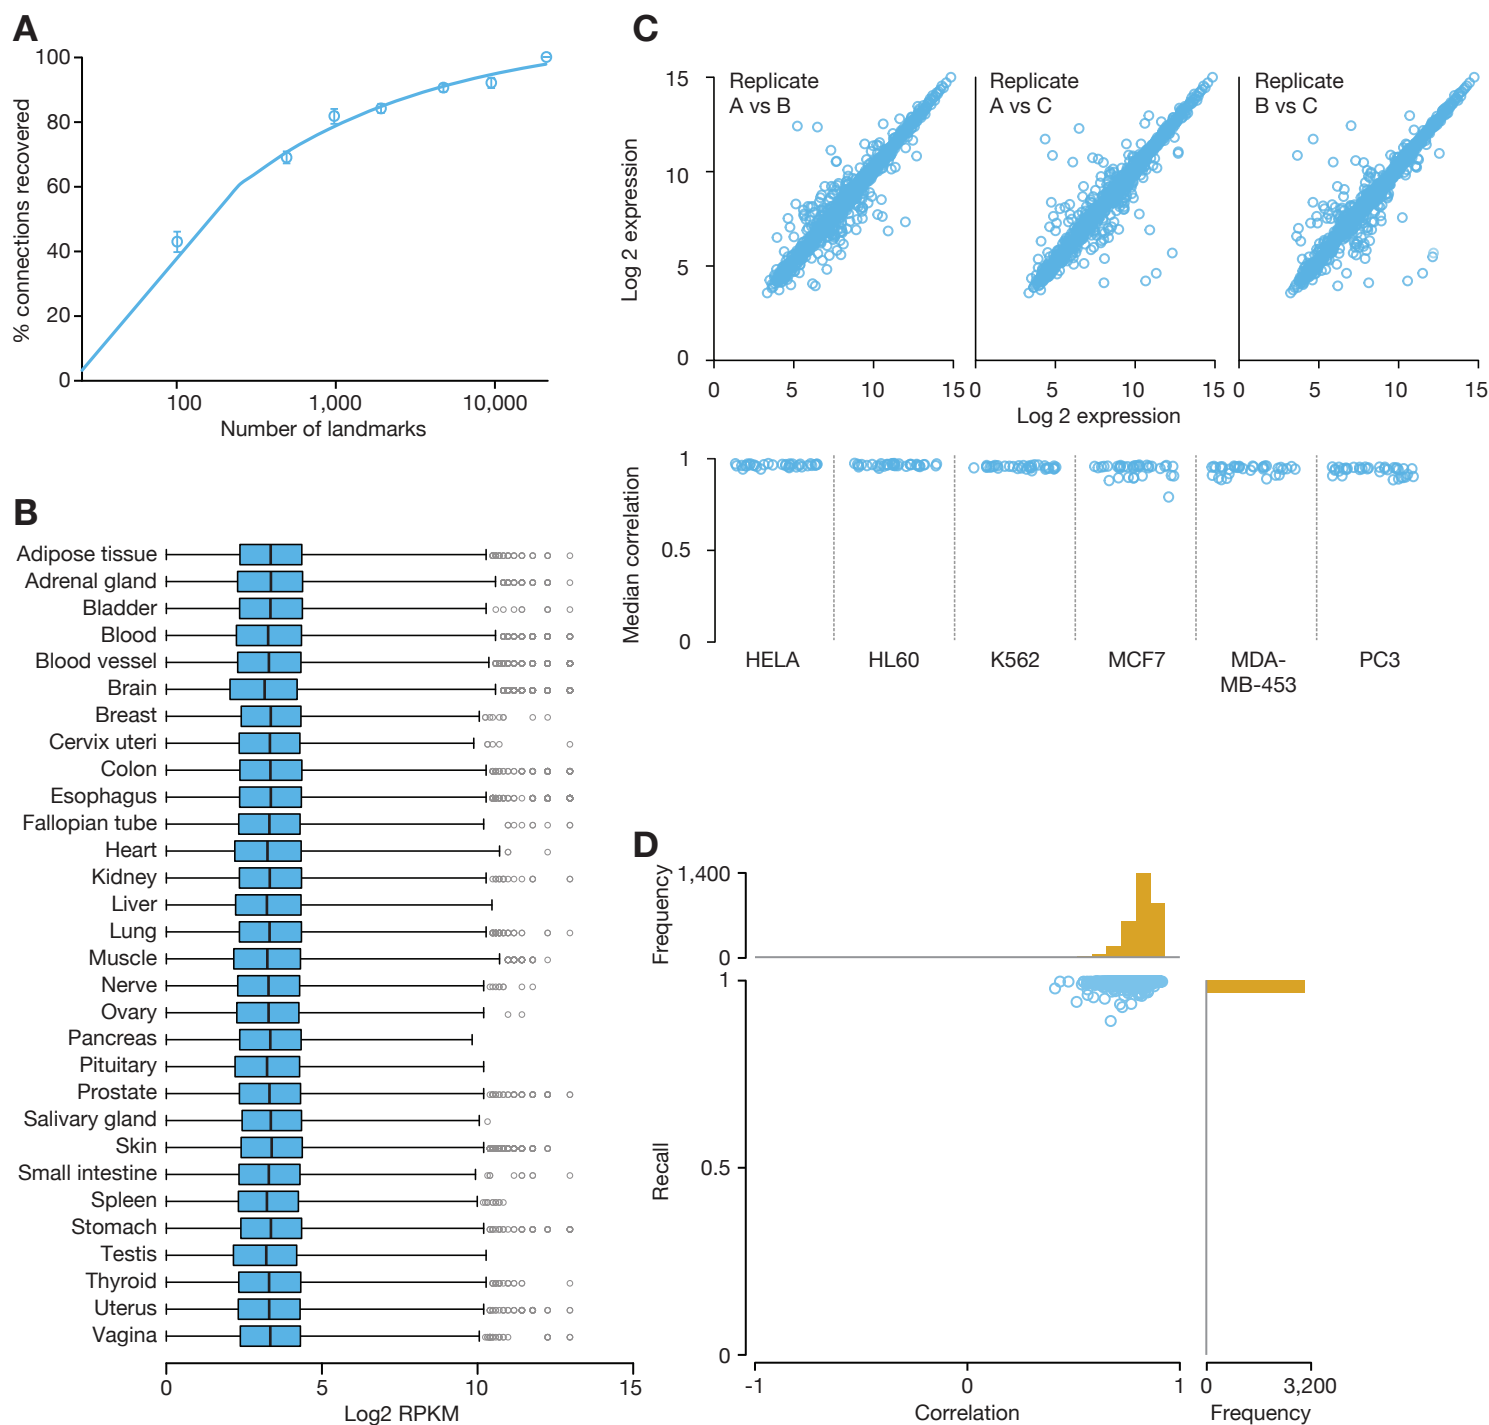 A
100
80
60
40
20
0
% connections recovered
100
1,000
10,000
Number of landmarks
B
Adipose tissue
Adrenal gland
Bladder
Blood
Blood vessel
Brain
Breast
Cervix uteri
Colon
Esophagus
Fallopian tube
Heart
Kidney
Liver
Lung
Muscle
Nerve
Ovary
Pancreas
Pituitary
Prostate
Salivary gland
Skin
Small intestine
Spleen
Stomach
Testis
Thyroid
Uterus
Vagina
0
5
10
15
Log2 RPKM
C
15
10
5
0
Log 2 expression
Replicate
A vs B
Replicate
A vs C
Replicate
B vs C
0
5
10
15
0
5
10
15
0
5
10
15
Log 2 expression
1
0.5
0
Median correlation
HELA
HL60
K562
MCF7
MDA-
MB-453
PC3
D
Frequency
1,400
0
1
0.5
0
Recall
-1
0
1
Correlation
0
3,200
Frequency